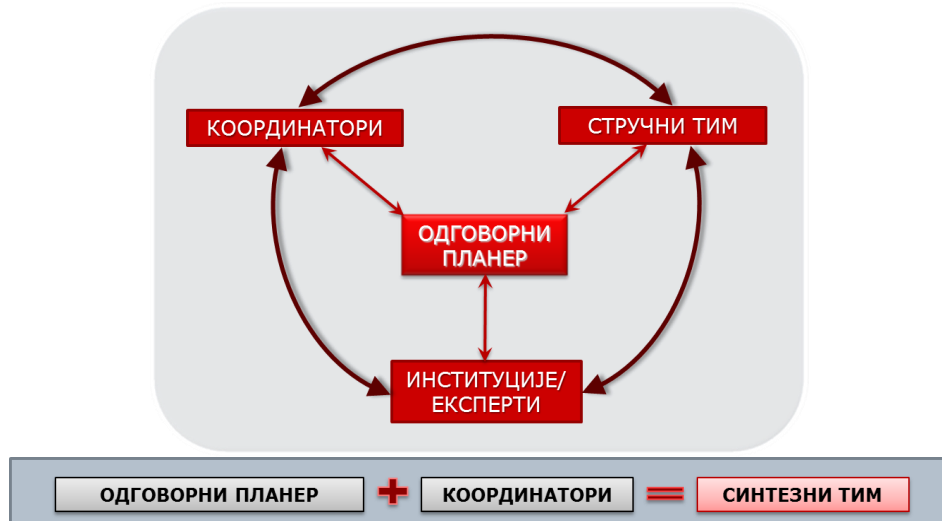 КООРДИНАТОРИ
СТРУЧНИ ТИМ
ОДГОВОРНИ
ПЛАНЕР
ИНСТИТУЦИЈЕ/
ЕКСПЕРТИ
ОДГОВОРНИ ПЛАНЕР + КООРДИНАТОРИ = СИНТЕЗНИ ТИМ